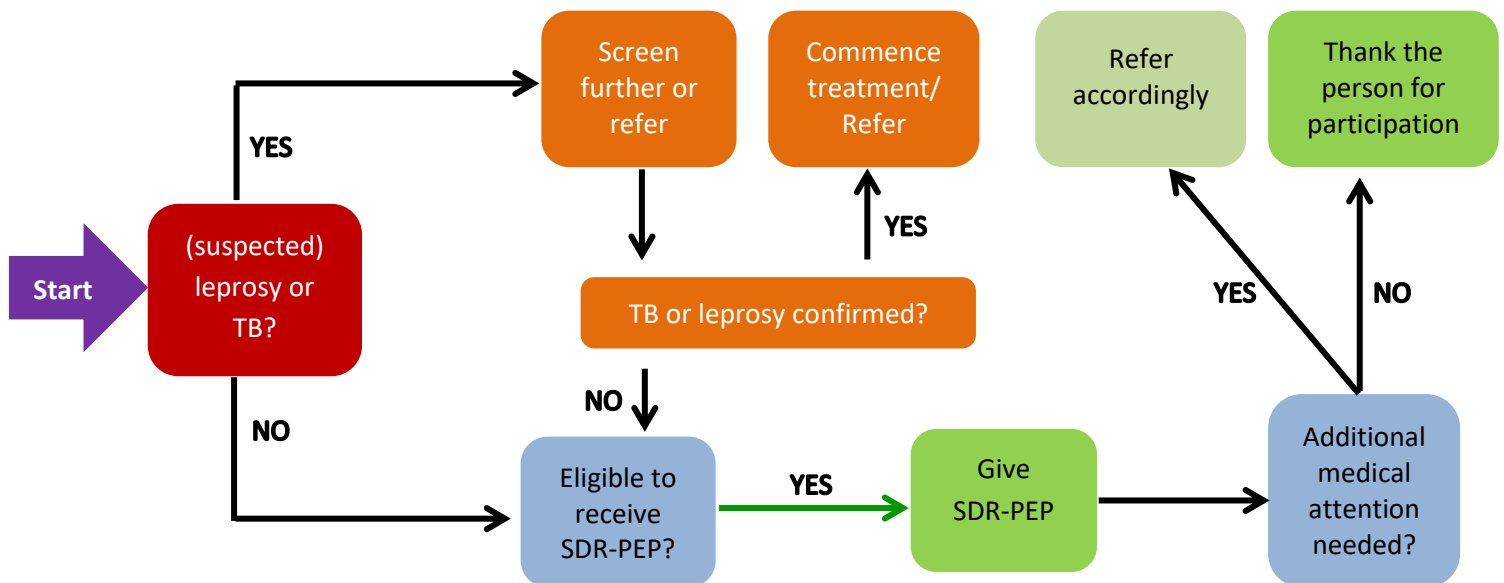 Screen
further or
refer
Commence
treatment/
Refer
Refer
accordingly
Thank the
person for
participation
YES
Start
(suspected)
leprosy or
TB?
YES
TB or leprosy confirmed?
YES
NO
NO
NO
Eligible to
receive
SDR-PEP?
YES
Give
SDR-PEP
Additional
medical
attention
needed?